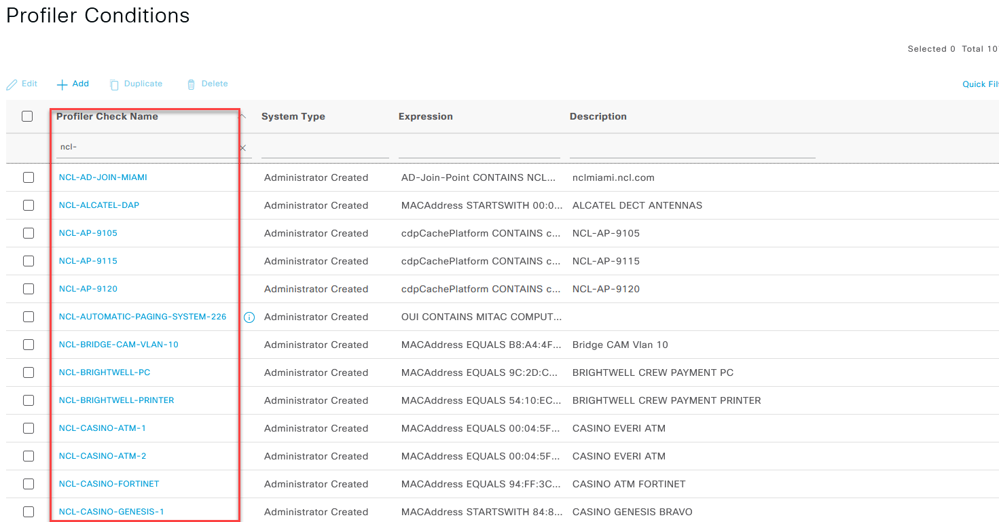 Profiler Conditions
Selected 0 Total 10
Edit Add Duplicate Delete Quick Filt
Profiler Check Name System Type Expression Description
ncl-
NCL-AD-JOIN-MIAMI Administrator Created AD-Join-Point CONTAINS NCL... nclmiami.ncl.com
NCL-ALCATEL-DAP Administrator Created MACAddress STARTSWITH 00:0... ALCATEL DECT ANTENNAS
NCL-AP-9105 Administrator Created cdpCachePlatform CONTAINS c... NCL-AP-9105
NCL-AP-9115 Administrator Created cdpCachePlatform CONTAINS c... NCL-AP-9115
NCL-AP-9120 Administrator Created cdpCachePlatform CONTAINS c... NCL-AP-9120
NCL-AUTOMATIC-PAGING-SYSTEM-226 Administrator Created OUI CONTAINS MITAC COMPUT...
NCL-BRIDGE-CAM-VLAN-10 Administrator Created MACAddress EQUALS B8:A4:4F... Bridge CAM Vlan 10
NCL-BRIGHTWELL-PC Administrator Created MACAddress EQUALS 9C:2D:C... BRIGHTWELL CREW PAYMENT PC
NCL-BRIGHTWELL-PRINTER Administrator Created MACAddress EQUALS 54:10:EC... BRIGHTWELL CREW PAYMENT PRINTER
NCL-CASINO-ATM-1 Administrator Created MACAddress EQUALS 00:04:5F... CASINO EVERI ATM
NCL-CASINO-ATM-2 Administrator Created MACAddress EQUALS 00:04:5F... CASINO EVERI ATM
NCL-CASINO-FORTINET Administrator Created MACAddress EQUALS 94:FF:3C... CASINO ATM FORTINET
NCL-CASINO-GENESIS-1 Administrator Created MACAddress STARTSWITH 84:8... CASINO GENESIS BRAVO